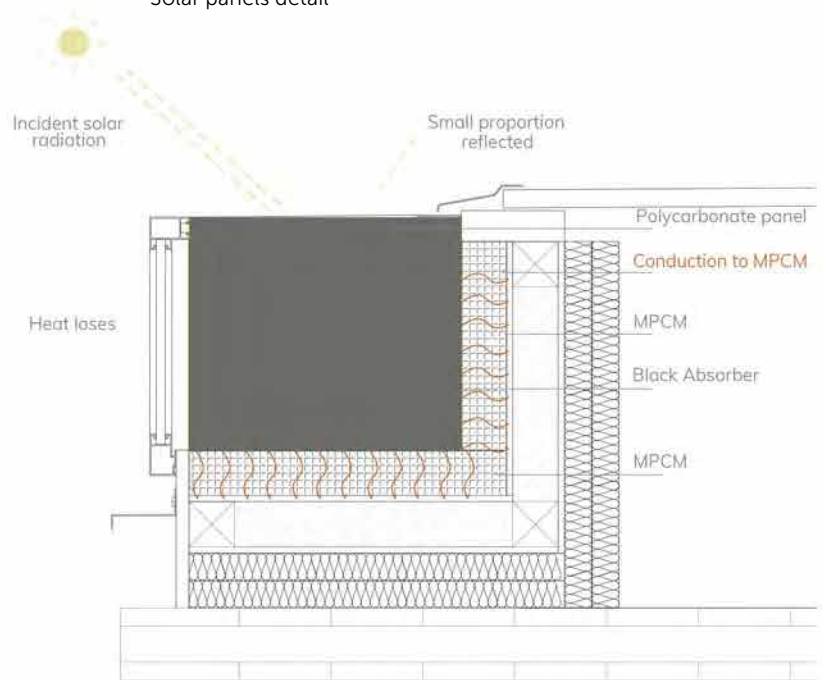 Solar panels detail
Incident solar
radiation
Small proportion
reflected
Polycarbonate panel
Conduction to MPCM
Heat loses
MPCM
Black Absorber
MPCM